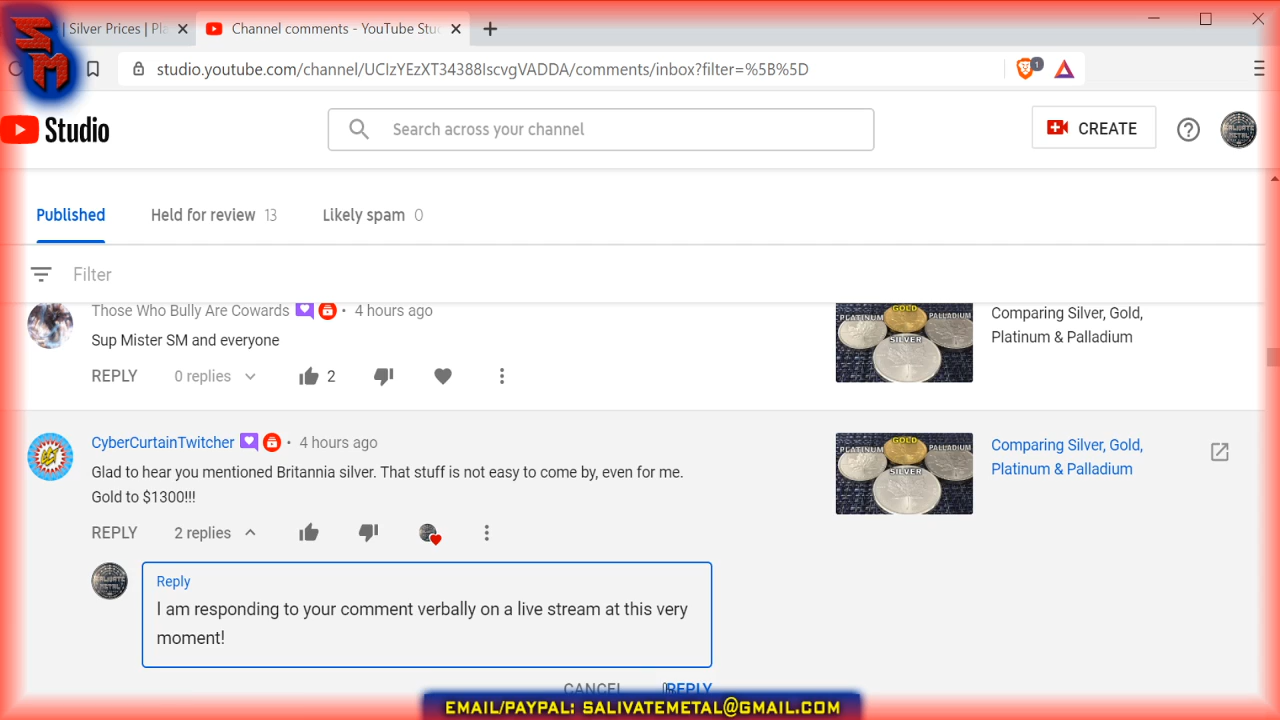 SM
| Silver Prices | Pl
Channel comments - YouTube Stu
studio.youtube.com/channel/UCIzYEzXT34388IscvgVADDA/comments/inbox?filter=%5B%5D
1
Studio
Search across your channel
CREATE
Published
Held for review 13
Likely spam 0
Filter
Those Who Bully Are Cowards • 4 hours ago
Sup Mister SM and everyone
REPLY 0 replies 2
PLATINUM GOLD PALLADIUM
SILVER
Comparing Silver, Gold,
Platinum & Palladium
CyberCurtainTwitcher • 4 hours ago
Glad to hear you mentioned Britannia silver. That stuff is not easy to come by, even for me.
Gold to $1300!!!
REPLY 2 replies
PLATINUM GOLD PALLADIUM
SILVER
Comparing Silver, Gold,
Platinum & Palladium
SALIVATE
METAL
Reply
I am responding to your comment verbally on a live stream at this very
moment!
CANCEL REPLY
EMAIL/PAYPAL: SALIVATEMETAL@GMAIL.COM